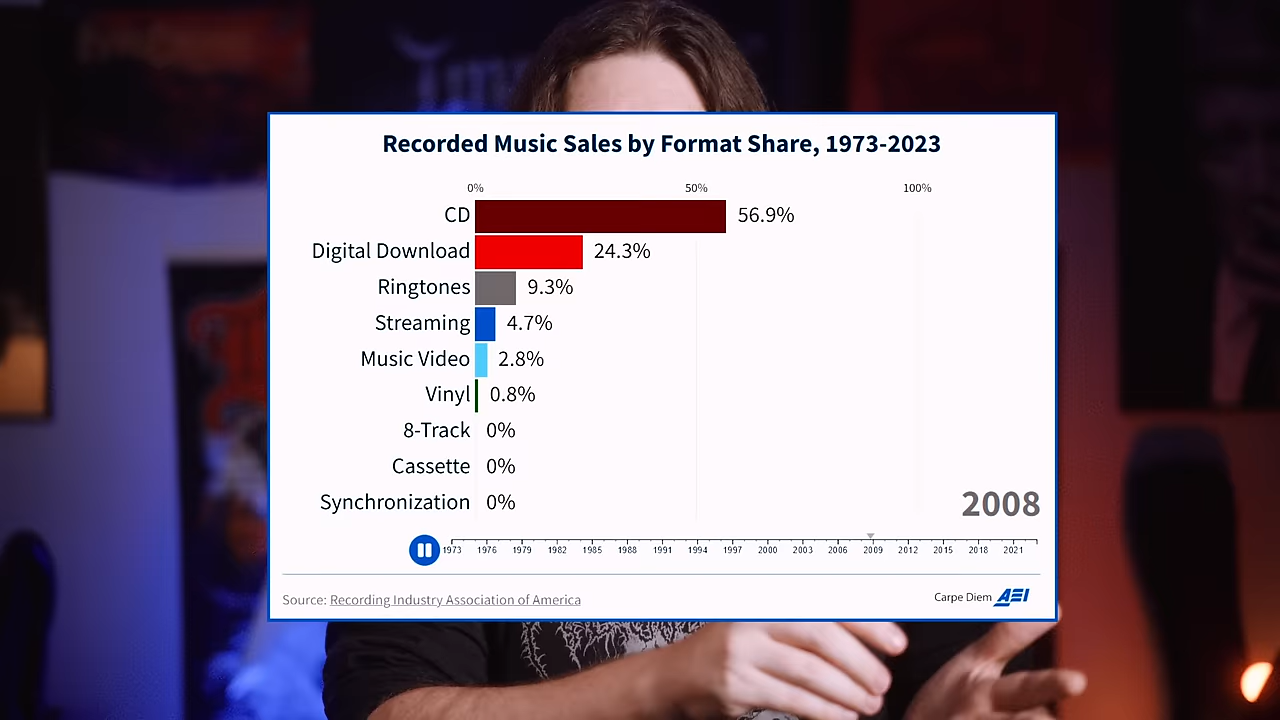 Recorded Music Sales by Format Share, 1973-2023
0% 50% 100%
CD 56.9%
Digital Download 24.3%
Ringtones 9.3%
Streaming 4.7%
Music Video 2.8%
Vinyl 0.8%
8-Track 0%
Cassette 0%
Synchronization 0%
2008
1973 1976 1979 1982 1985 1988 1991 1994 1997 2000 2003 2006 2009 2012 2015 2018 2021
Source: Recording Industry Association of America
Carpe Diem AEI